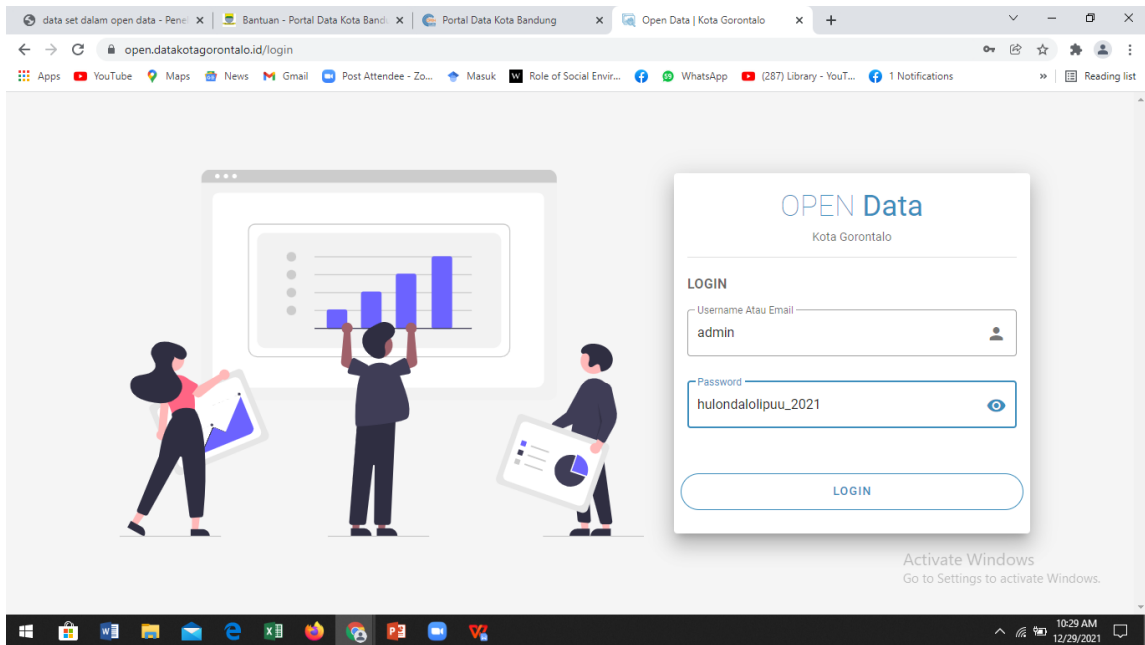 data set dalam open data - Pene
Bantuan - Portal Data Kota Bandu
Portal Data Kota Bandung
Open Data | Kota Gorontalo
open.datakotagorontalo.id/login
Apps YouTube Maps News Gmail Post Attendee - Zo... Masuk Role of Social Envir... WhatsApp (287) Library - YouT... 1 Notifications » Reading list
OPEN Data
Kota Gorontalo
LOGIN
Username Atau Email
admin
Password
hulondalolipuu_2021
LOGIN
Activate Windows
Go to Settings to activate Windows.
10:29 AM
12/29/2021